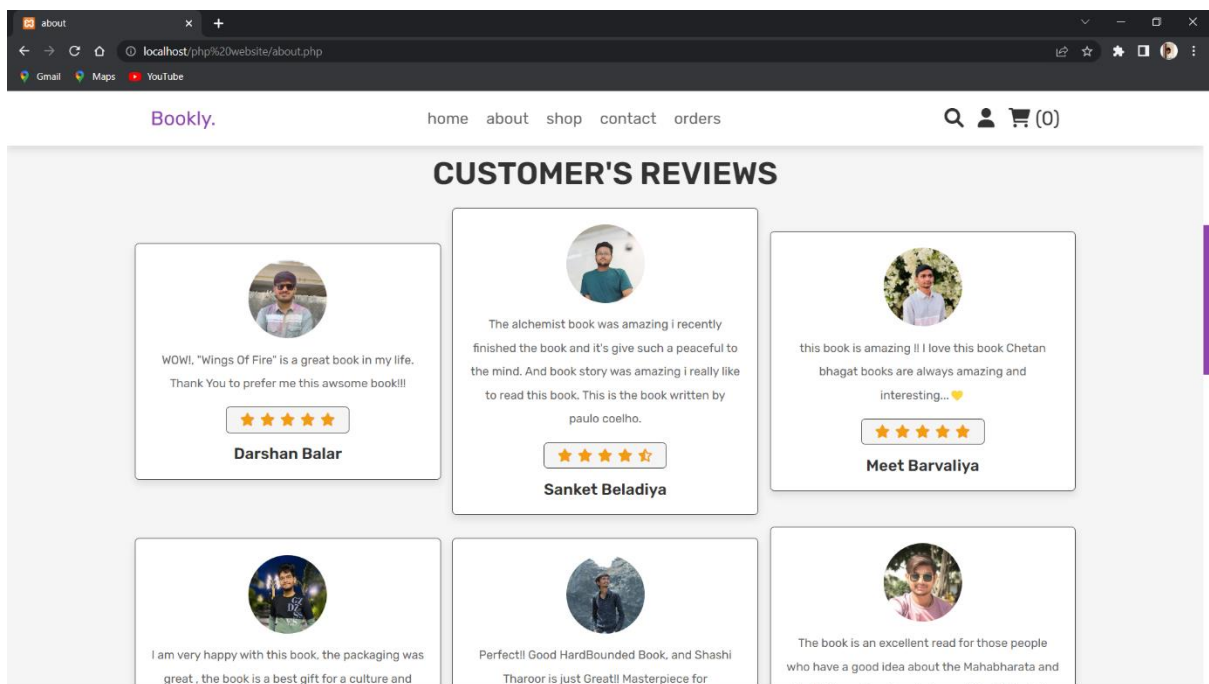 about
localhost/php%20website/about.php
Gmail Maps YouTube
Bookly. home about shop contact orders (0)
CUSTOMER'S REVIEWS
WOW!, "Wings Of Fire" is a great book in my life.
Thank You to prefer me this awsome book!!!
Darshan Balar
The alchemist book was amazing i recently
finished the book and it's give such a peaceful to
the mind. And book story was amazing i really like
to read this book. This is the book written by
paulo coelho.
Sanket Beladiya
this book is amazing !! I love this book Chetan
bhagat books are always amazing and
interesting... 💛
Meet Barvaliya
I am very happy with this book, the packaging was
great , the book is a best gift for a culture and
Perfect!! Good HardBounded Book, and Shashi
Tharoor is just Great!! Masterpiece for
The book is an excellent read for those people
who have a good idea about the Mahabharata and